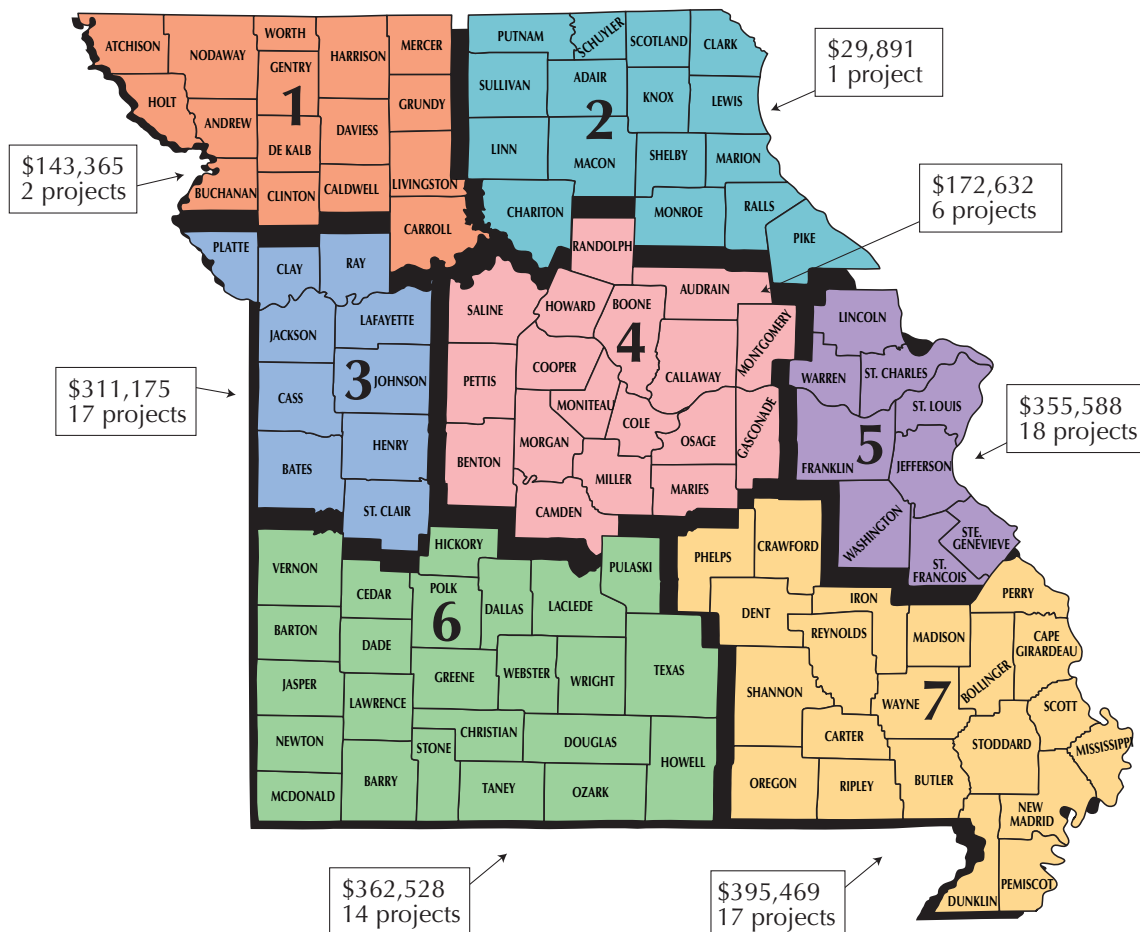 ATCHISON
NODAWAY
WORTH
GENTRY
HARRISON
MERCER
HOLT
1
GRUNDY
ANDREW
DE KALB
DAVIESS
BUCHANAN
CLINTON
CALDWELL
LIVINGSTON
CARROLL
$143,365
2 projects
PUTNAM
SCHUYLER
SCOTLAND
CLARK
SULLIVAN
ADAIR
KNOX
LEWIS
2
LINN
MACON
SHELBY
MARION
CHARITON
MONROE
RALLS
PIKE
$29,891
1 project
$172,632
6 projects
RANDOLPH
SALINE
HOWARD
BOONE
AUDRAIN
4
MONTGOMERY
PETTIS
COOPER
CALLAWAY
MONITEAU
COLE
BENTON
MORGAN
OSAGE
GASCONADE
MILLER
MARIES
CAMDEN
PLATTE
CLAY
RAY
JACKSON
LAFAYETTE
3
JOHNSON
CASS
HENRY
BATES
ST. CLAIR
$311,175
17 projects
LINCOLN
WARREN
ST. CHARLES
ST. LOUIS
5
FRANKLIN
JEFFERSON
WASHINGTON
ST.
FRANCOIS
STE.
GENEVIEVE
$355,588
18 projects
HICKORY
VERNON
CEDAR
POLK
DALLAS
LACLEDE
PULASKI
6
BARTON
DADE
GREENE
WEBSTER
WRIGHT
TEXAS
JASPER
LAWRENCE
NEWTON
STONE
CHRISTIAN
DOUGLAS
HOWELL
MCDONALD
BARRY
TANEY
OZARK
$362,528
14 projects
PHELPS
CRAWFORD
DENT
IRON
PERRY
REYNOLDS
MADISON
CAPE
GIRARDEAU
BOLLINGER
SHANNON
WAYNE
7
SCOTT
CARTER
STODDARD
MISSISSIPPI
OREGON
RIPLEY
BUTLER
NEW
MADRID
DUNKLIN
PEMISCOT
$395,469
17 projects